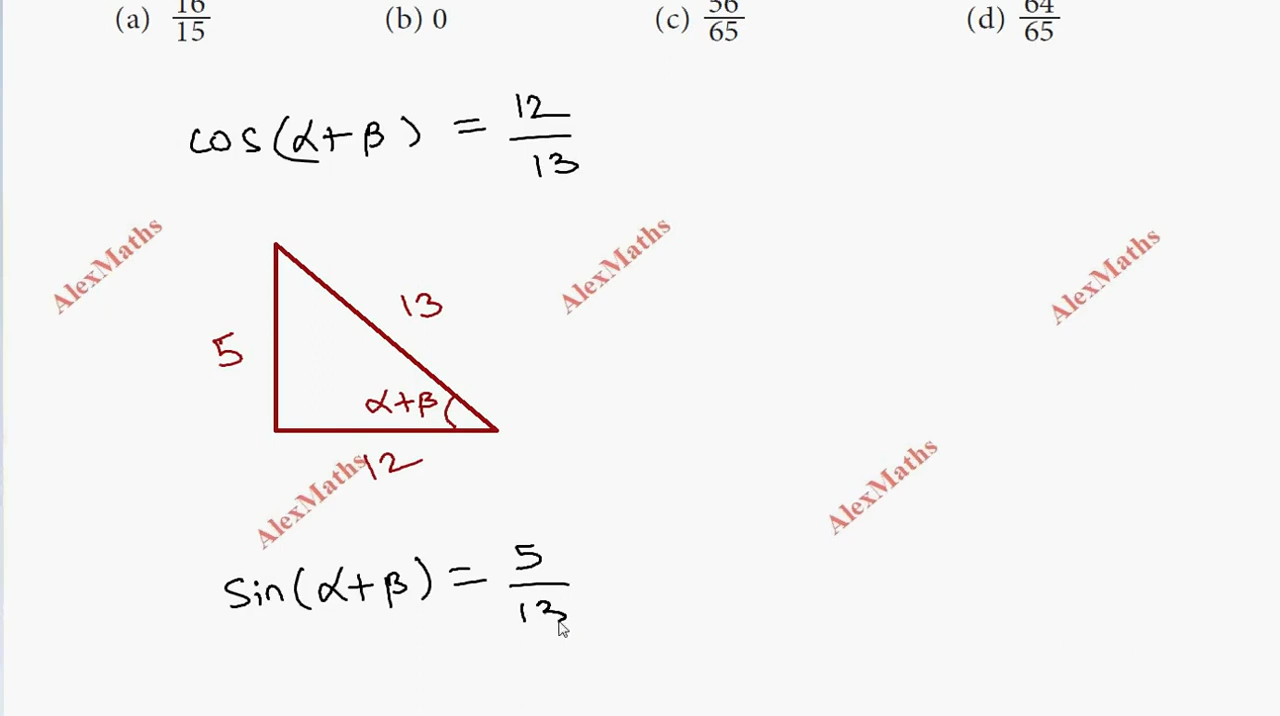 (a) 16/15 (b) 0 (c) 56/65 (d) 64/65
cos(α+β) = 12/13
AlexMaths AlexMaths AlexMaths
13
5
α+β
12
AlexMaths AlexMaths
sin(α+β) = 5/13